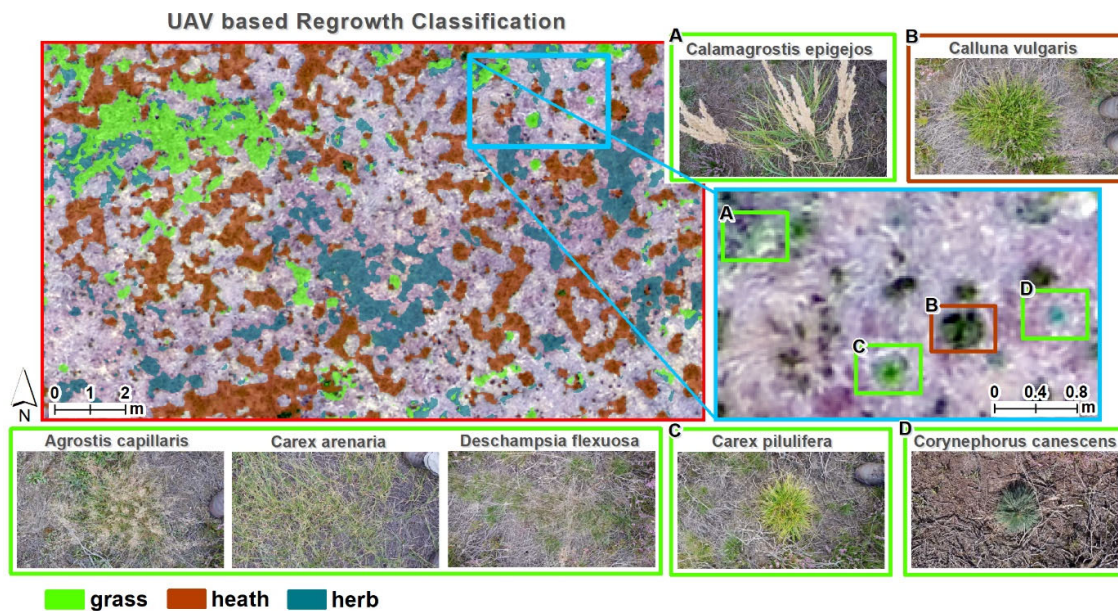 UAV based Regrowth Classification
A
Calamagrostis epigejos
B
Calluna vulgaris
A
B
C
D
0 1 2
m
N
0 0.4 0.8
m
Agrostis capillaris
Carex arenaria
Deschampsia flexuosa
C
Carex pilulifera
D
Corynephorus canescens
grass
heath
herb